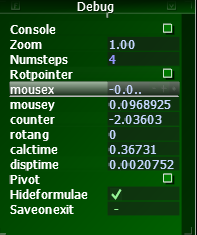 Debug
Console
Zoom 1.00
Numsteps 4
Rotpointer
mousex -0.0..
mousey 0.0968925
counter -2.03603
rotang 0
calctime 0.36731
disptime 0.0020752
Pivot
Hideformulae
Saveonexit -